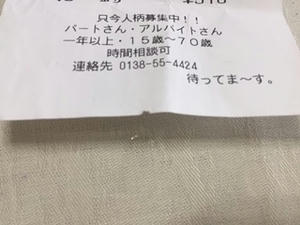 只今人柄募集中！！
パートさん・アルバイトさん
一年以上・１５歳～７０歳
時間相談可
連絡先 0138-55-4424
待ってま～す。